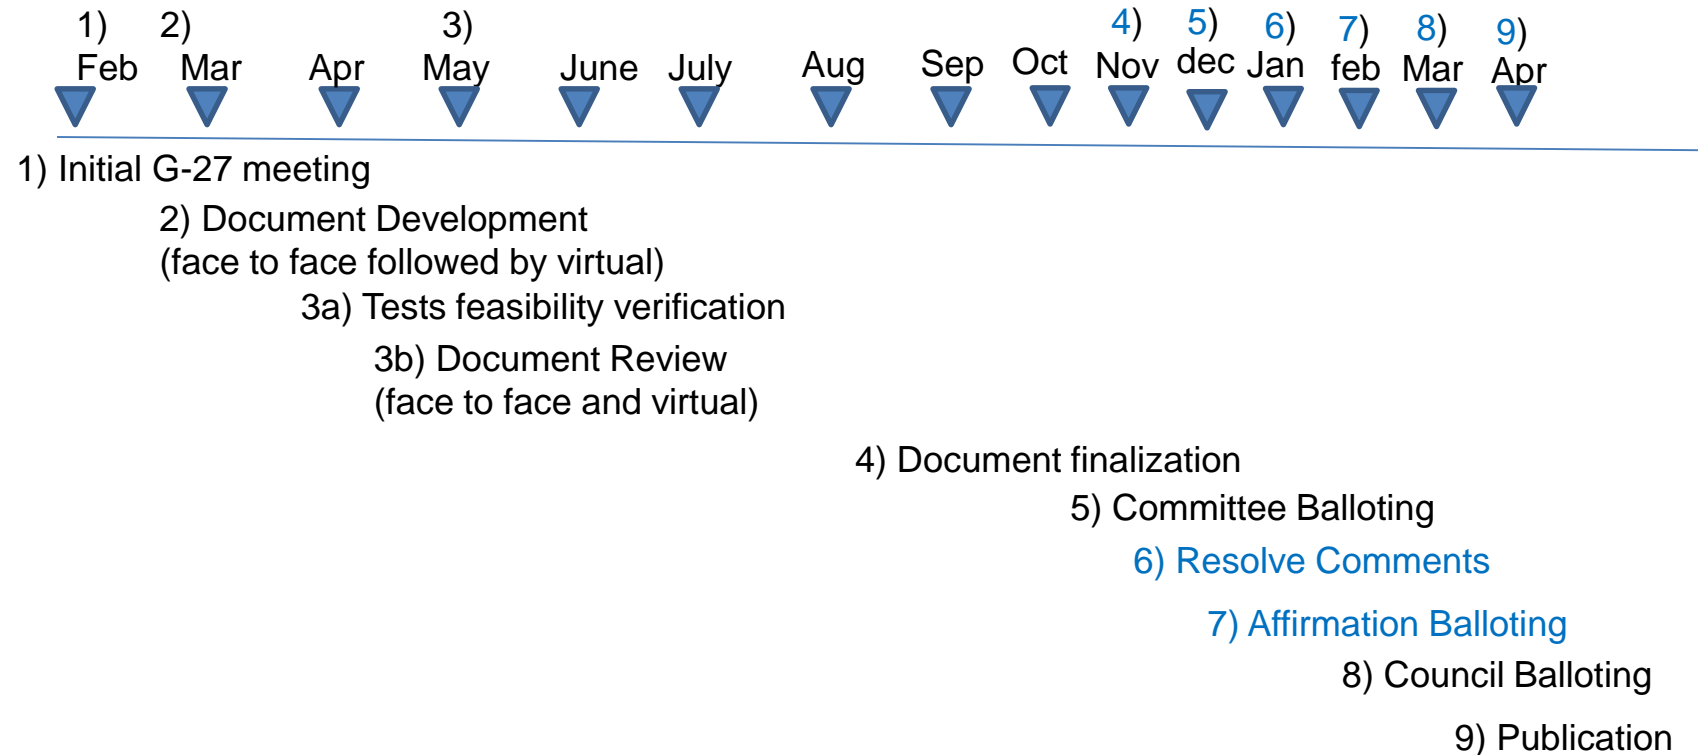 1) 2) 3) 4) 5) 6) 7) 8) 9)
Feb Mar Apr May June July Aug Sep Oct Nov dec Jan feb Mar Apr
1) Initial G-27 meeting
2) Document Development
(face to face followed by virtual)
3a) Tests feasibility verification
3b) Document Review
(face to face and virtual)
4) Document finalization
5) Committee Balloting
6) Resolve Comments
7) Affirmation Balloting
8) Council Balloting
9) Publication